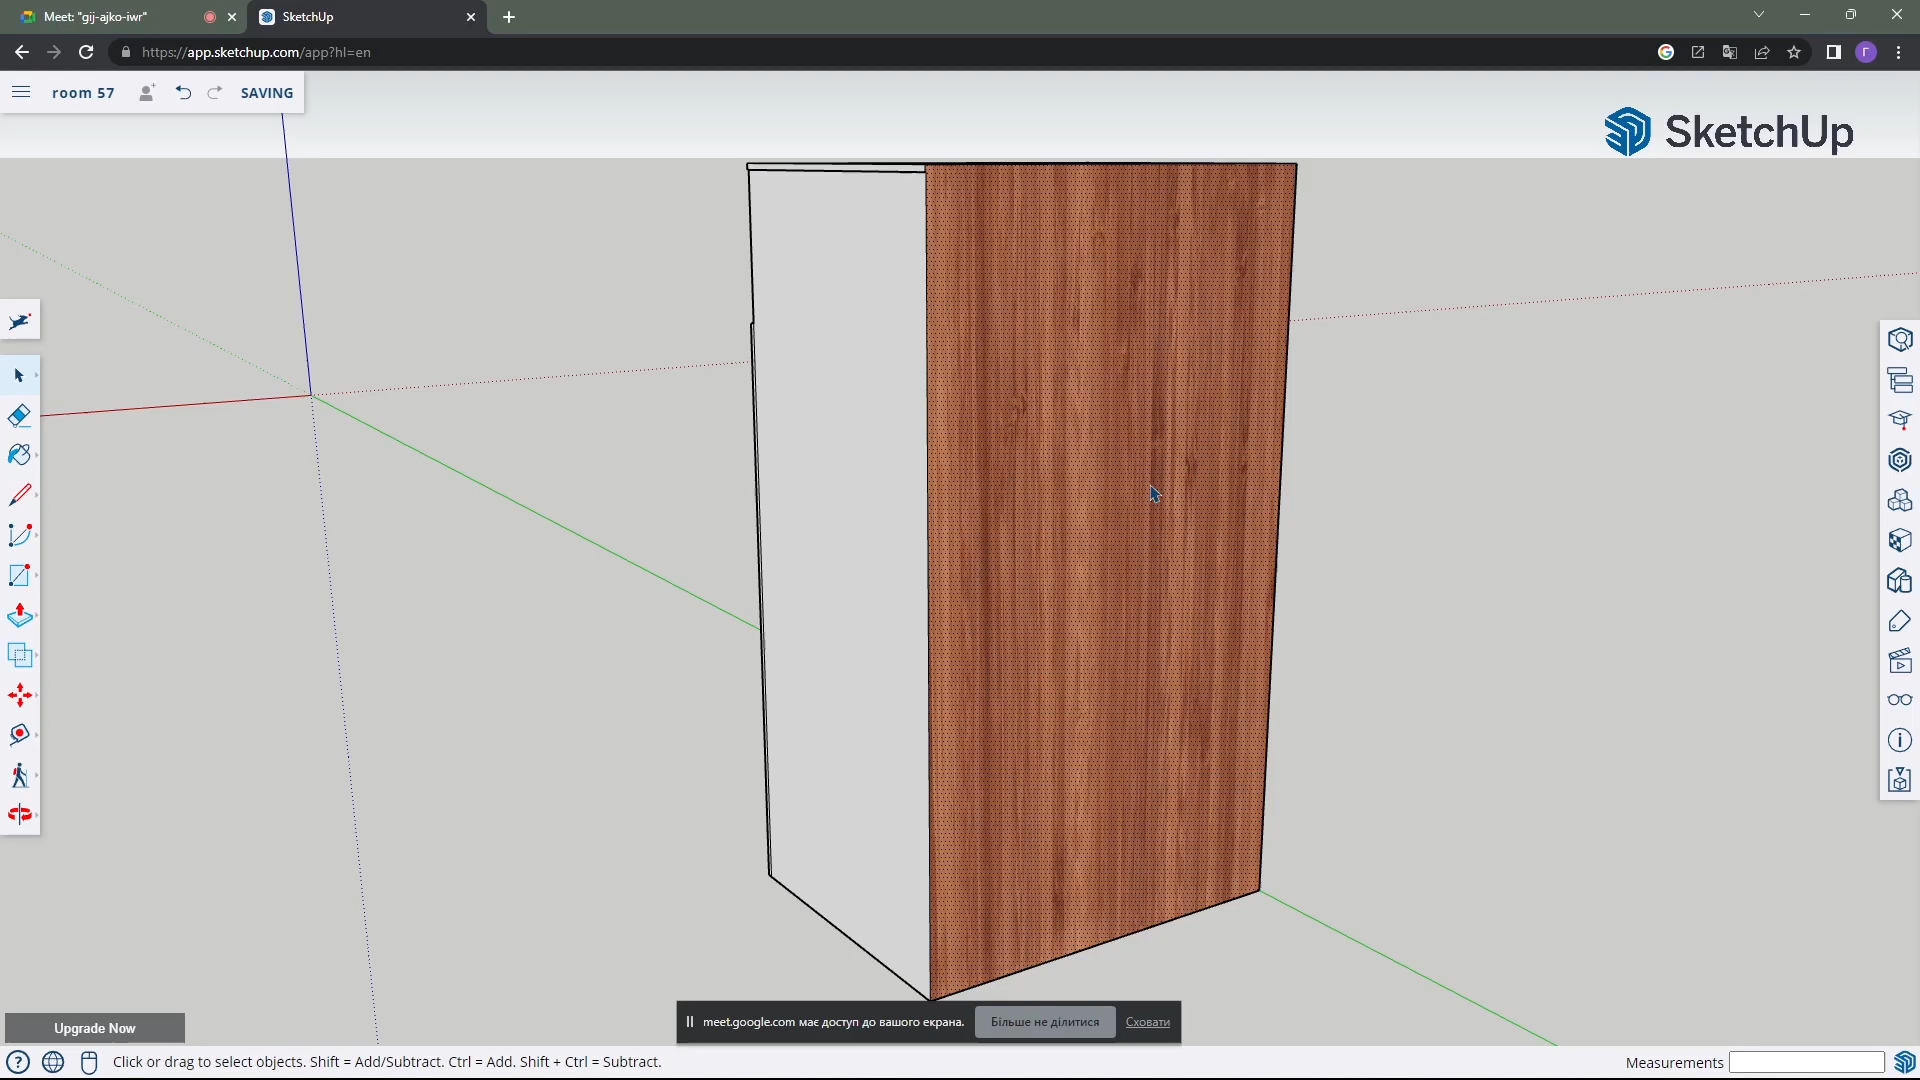 Meet: "gij-ajko-iwr"
SketchUp
https://app.sketchup.com/app?hl=en
Г
room 57
SAVING
SketchUp
Upgrade Now
meet.google.com має доступ до вашого екрана.
Більше не ділитися
Сховати
Click or drag to select objects. Shift = Add/Subtract. Ctrl = Add. Shift + Ctrl = Subtract.
Measurements